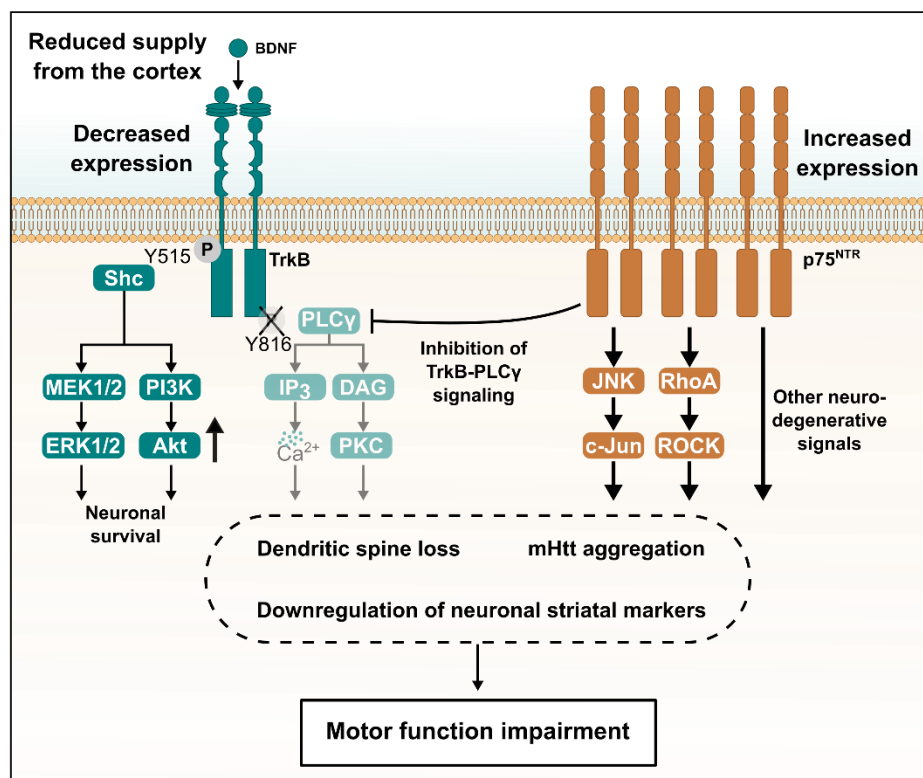 Reduced supply
from the cortex
BDNF
Decreased
expression
Increased
expression
Y515
P
TrkB
p75NTR
Shc
Y816
PLCγ
Inhibition of
TrkB-PLCγ
signaling
MEK1/2
PI3K
IP3
DAG
JNK
RhoA
Other neuro-
degenerative
signals
ERK1/2
Akt
Ca2+
PKC
c-Jun
ROCK
Neuronal
survival
Dendritic spine loss
mHtt aggregation
Downregulation of neuronal striatal markers
Motor function impairment